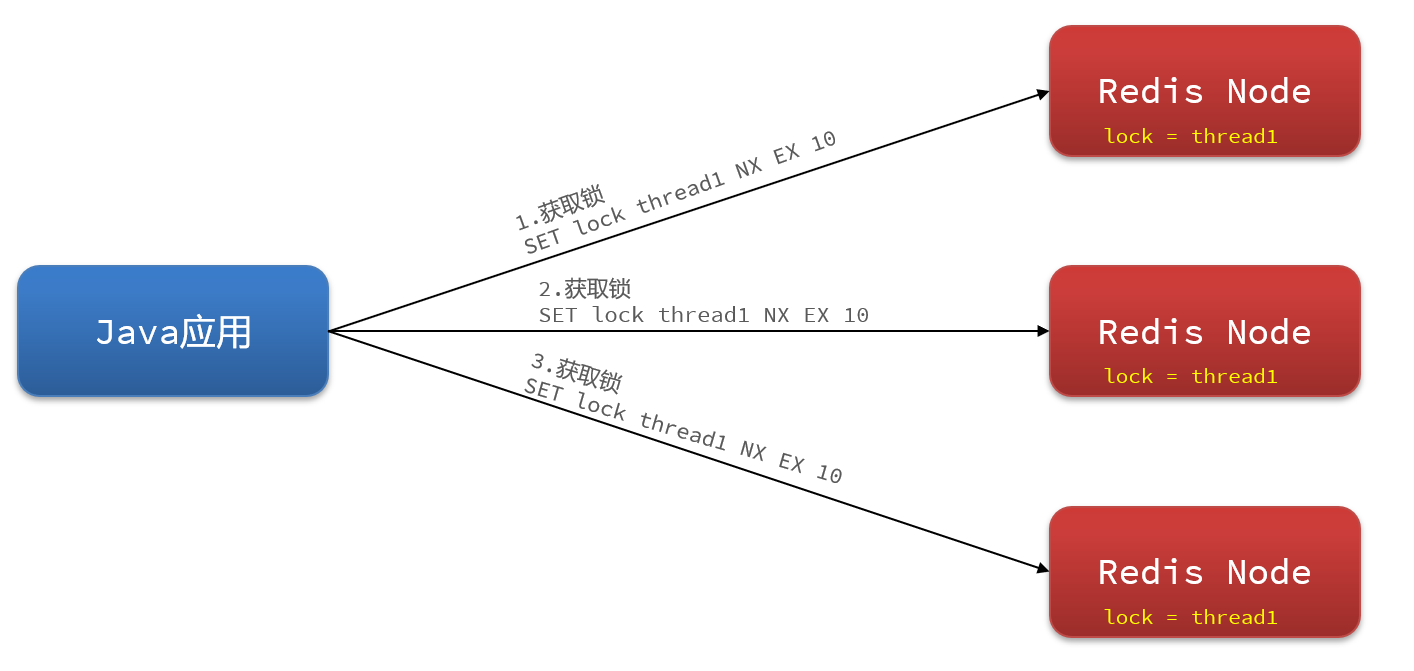 Redis Node
lock = thread1
1.获取锁
SET lock thread1 NX EX 10
Java应用
2.获取锁
SET lock thread1 NX EX 10
Redis Node
lock = thread1
3.获取锁
SET lock thread1 NX EX 10
Redis Node
lock = thread1